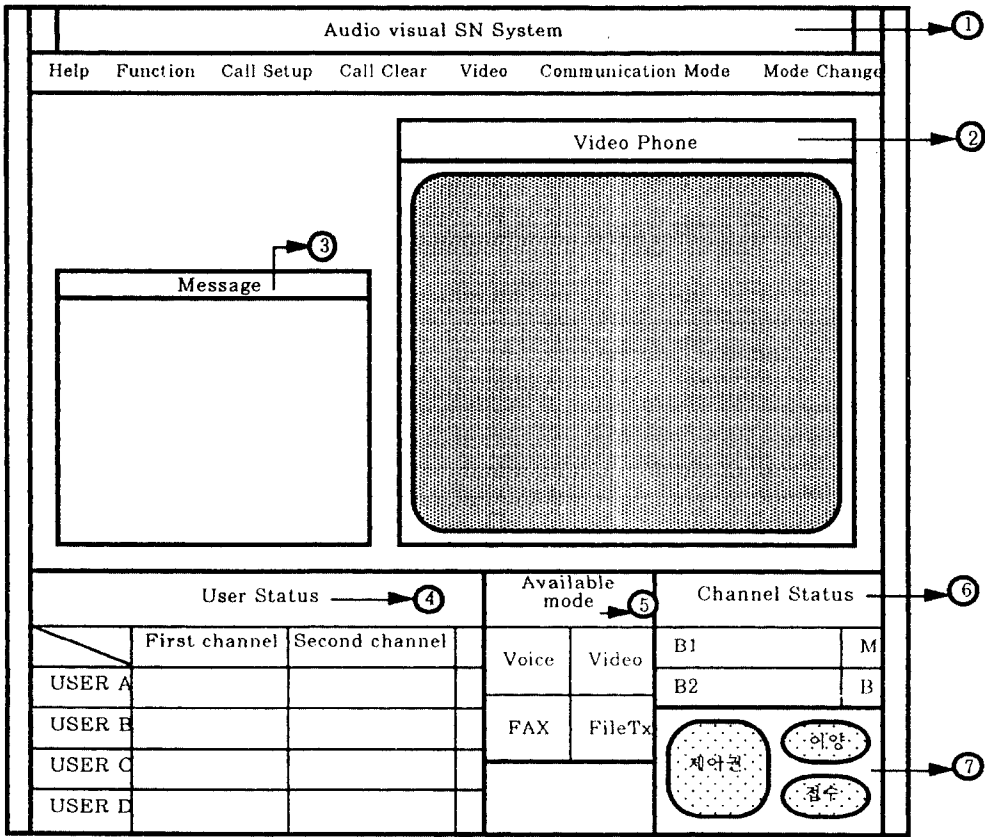 Audio visual SN System ①
Help Function Call Setup Call Clear Video Communication Mode Mode Change
Video Phone ②
③
Message
User Status ④
Available
mode ⑤
Channel Status ⑥
First channel Second channel
Voice Video
B1 M
USER A
B2 B
USER B
FAX FileTx
이양
USER C
제어권
⑦
USER D
접수